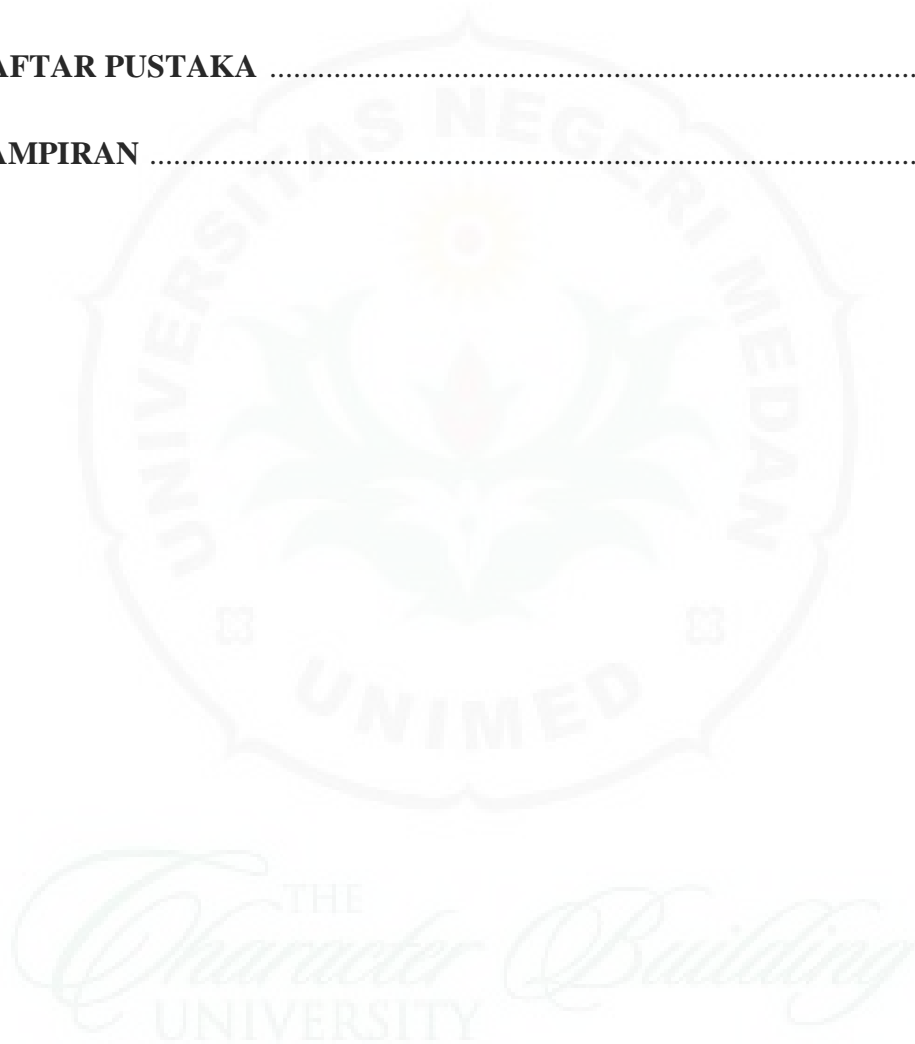 AFTAR PUSTAKA ................................................................................
AMPIRAN ................................................................................................
UNIVERSITAS NEGERI MEDAN
UNIMED
THE
Character Building
UNIVERSITY